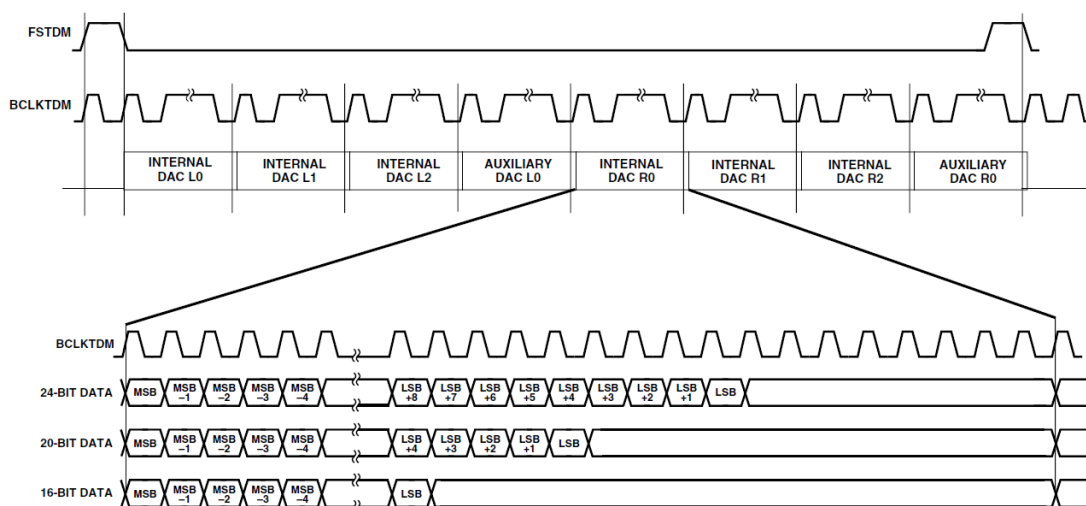 FSTDM
BCLKTDM
INTERNAL DAC L0
INTERNAL DAC L1
INTERNAL DAC L2
AUXILIARY DAC L0
INTERNAL DAC R0
INTERNAL DAC R1
INTERNAL DAC R2
AUXILIARY DAC R0
BCLKTDM
24-BIT DATA MSB MSB –1 MSB –2 MSB –3 MSB –4 LSB +8 LSB +7 LSB +6 LSB +5 LSB +4 LSB +3 LSB +2 LSB +1 LSB
20-BIT DATA MSB MSB –1 MSB –2 MSB –3 MSB –4 LSB +4 LSB +3 LSB +2 LSB +1 LSB
16-BIT DATA MSB MSB –1 MSB –2 MSB –3 MSB –4 LSB